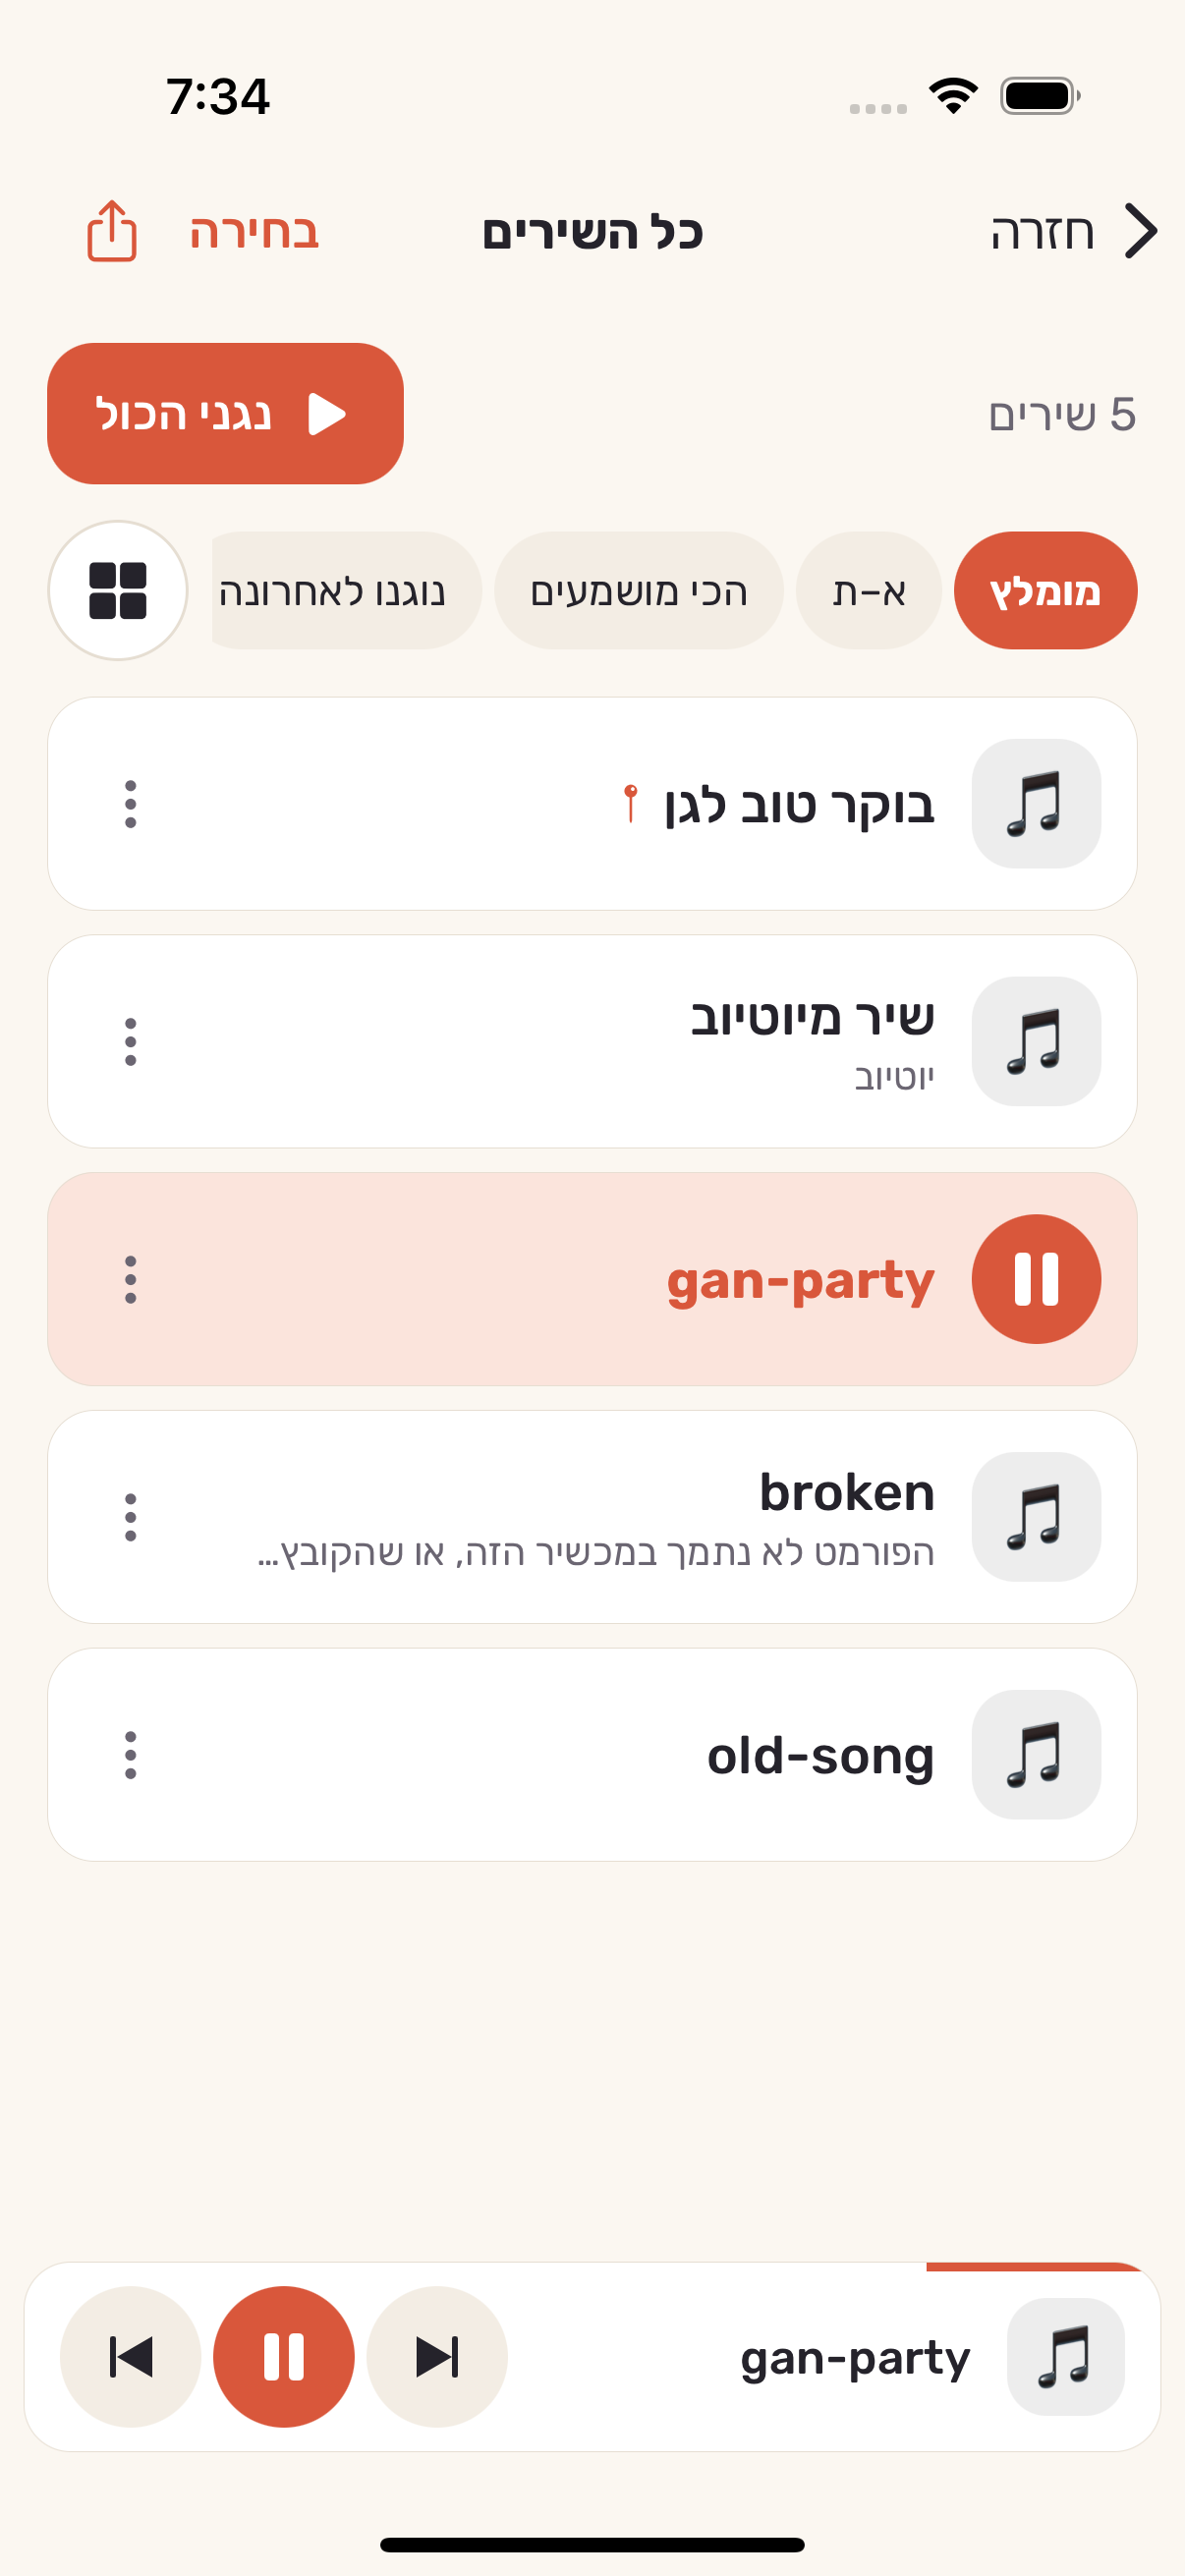 7:34
חזרה
כל השירים
בחירה
5 שירים
נגני הכול
מומלץ
א–ת
הכי מושמעים
נוגנו לאחרונה
בוקר טוב לגן
שיר מיוטיוב
יוטיוב
gan-party
broken
הפורמט לא נתמך במכשיר הזה, או שהקובץ...
old-song
gan-party